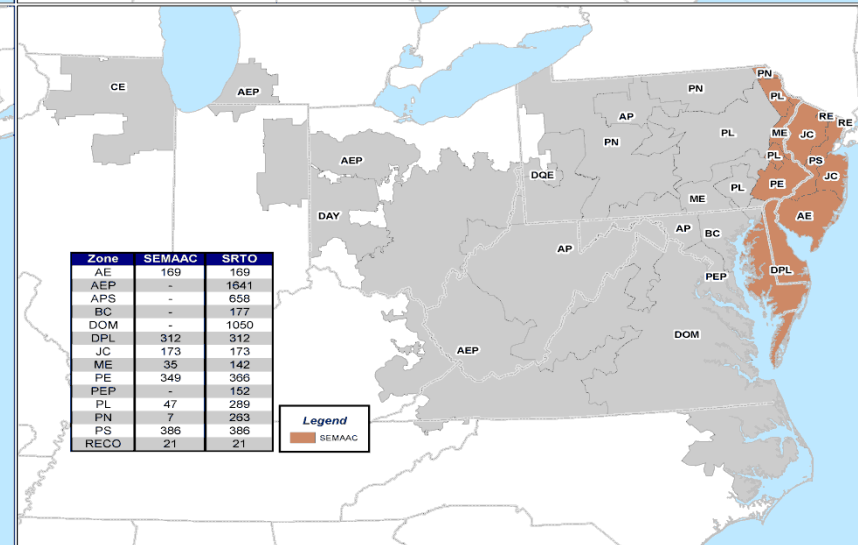 PN
CE
PL
AEP
PN
RE
RE
AP
ME
JC
PL
PN
AEP
PL
PS
DQE
PE
JC
PL
ME
DAY
AE
AP
BC
AP
DPL
PEP
DOM
AEP
Zone SEMAAC SRTO
AE 169 169
AEP - 1641
APS - 658
BC - 177
DOM - 1050
DPL 312 312
JC 173 173
ME 35 142
PE 349 366
PEP - 152
PL 47 289
PN 7 263
PS 386 386
RECO 21 21
Legend
SEMAAC